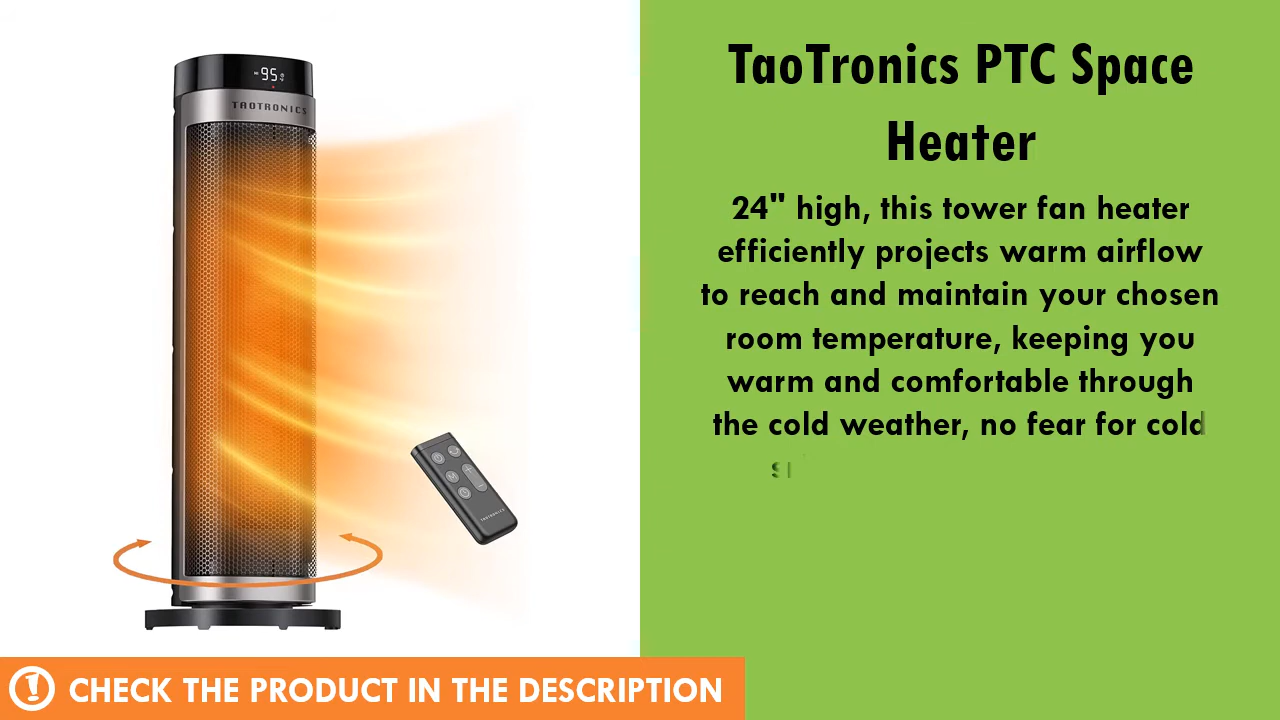 95
TAOTRONICS
TAOTRONICS
TaoTronics PTC Space
Heater
24" high, this tower fan heater
efficiently projects warm airflow
to reach and maintain your chosen
room temperature, keeping you
warm and comfortable through
the cold weather, no fear for cold
CHECK THE PRODUCT IN THE DESCRIPTION